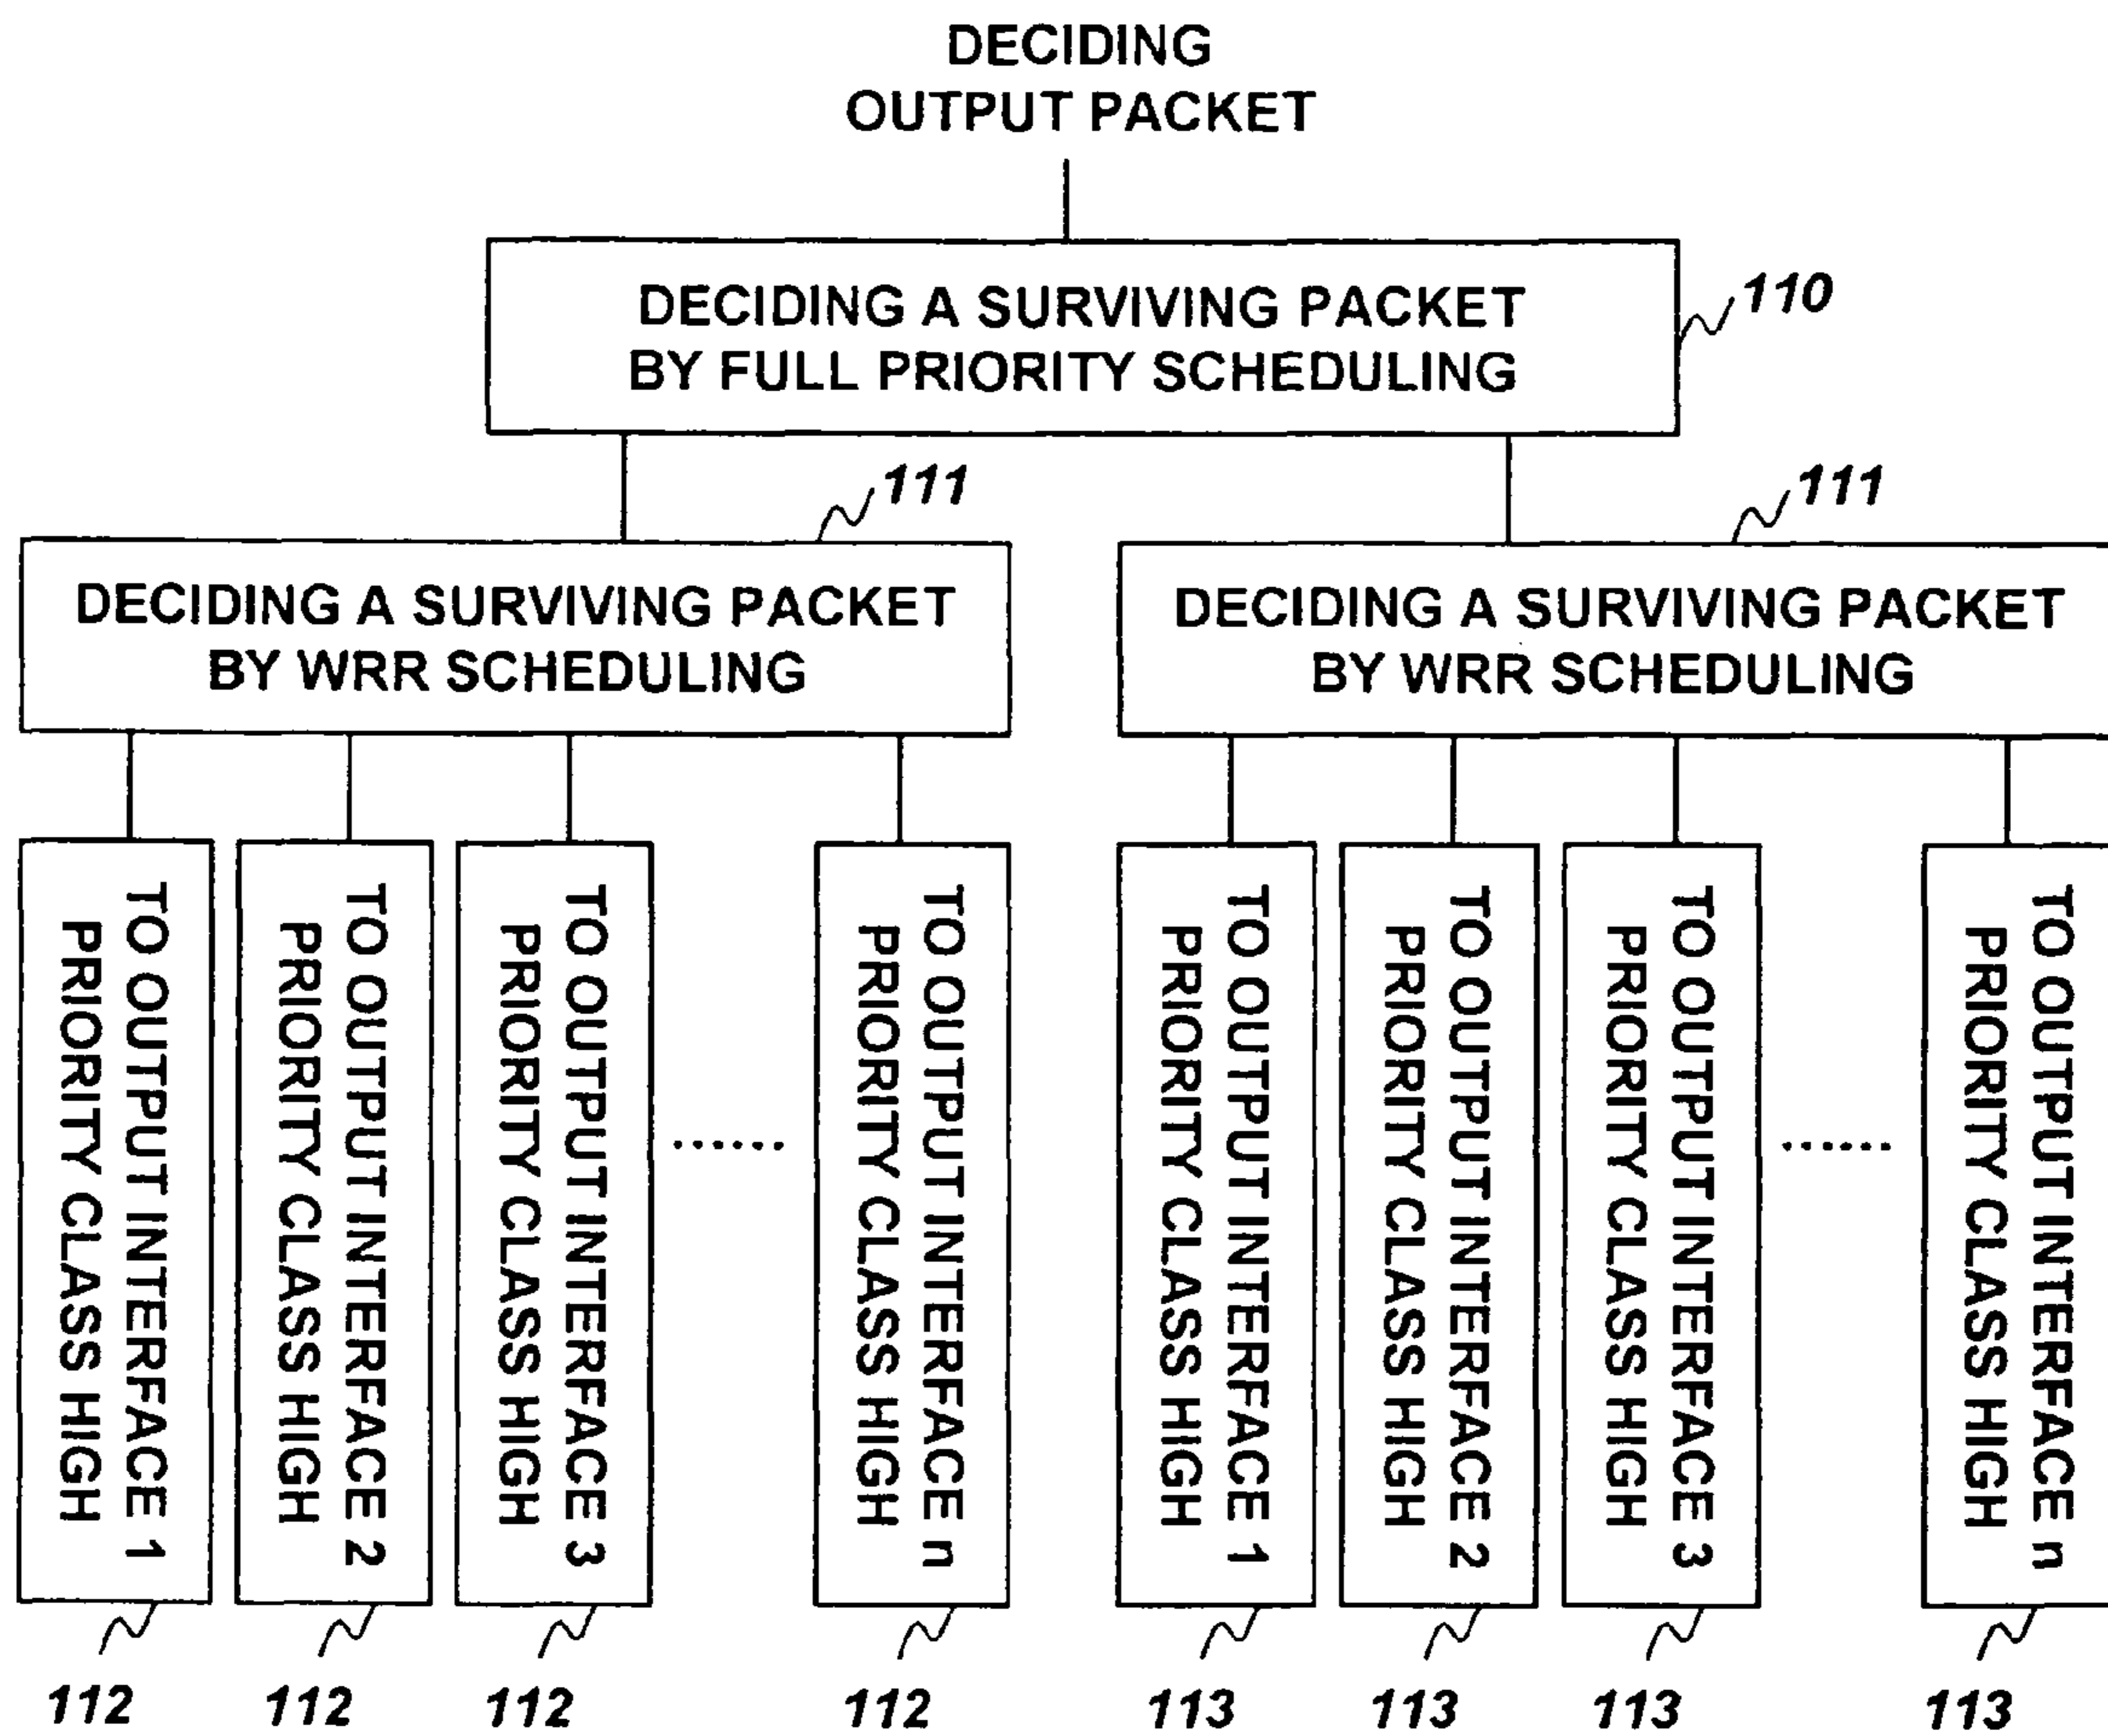 DECIDING
OUTPUT PACKET
DECIDING A SURVIVING PACKET
BY FULL PRIORITY SCHEDULING
110
111
111
DECIDING A SURVIVING PACKET
BY WRR SCHEDULING
DECIDING A SURVIVING PACKET
BY WRR SCHEDULING
TO OUTPUT INTERFACE 1
PRIORITY CLASS HIGH
TO OUTPUT INTERFACE 2
PRIORITY CLASS HIGH
TO OUTPUT INTERFACE 3
PRIORITY CLASS HIGH
......
TO OUTPUT INTERFACE n
PRIORITY CLASS HIGH
TO OUTPUT INTERFACE 1
PRIORITY CLASS HIGH
TO OUTPUT INTERFACE 2
PRIORITY CLASS HIGH
TO OUTPUT INTERFACE 3
PRIORITY CLASS HIGH
......
TO OUTPUT INTERFACE n
PRIORITY CLASS HIGH
112
112
112
112
113
113
113
113